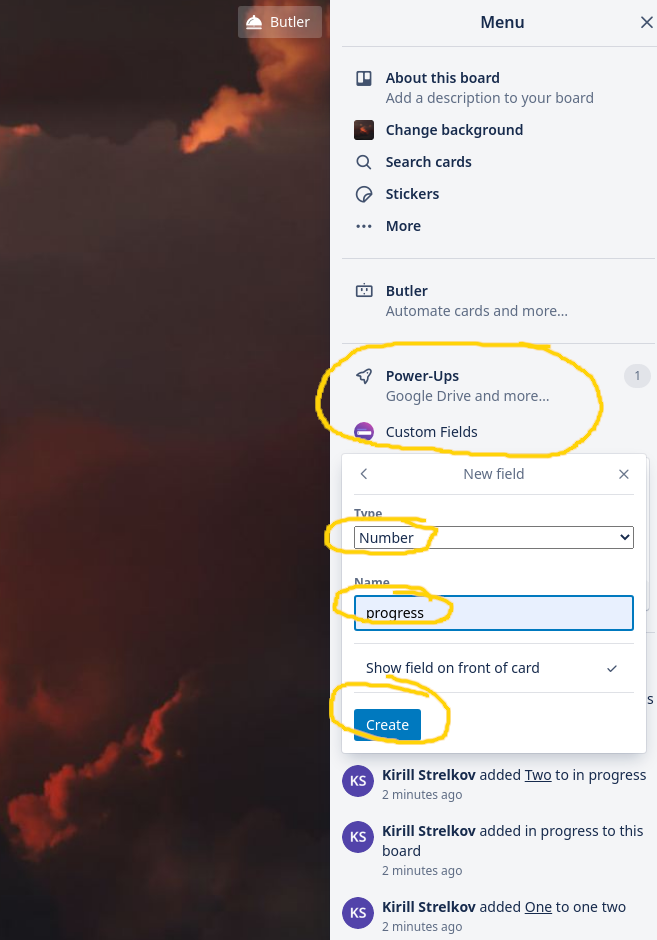 Butler
Menu
About this board
Add a description to your board
Change background
Search cards
Stickers
More
Butler
Automate cards and more...
Power-Ups
1
Google Drive and more...
Custom Fields
New field
Type
Number
Name
progress
Show field on front of card
s
Create
KS
Kirill Strelkov added Two to in progress
2 minutes ago
KS
Kirill Strelkov added in progress to this
board
2 minutes ago
KS
Kirill Strelkov added One to one two
2 minutes ago